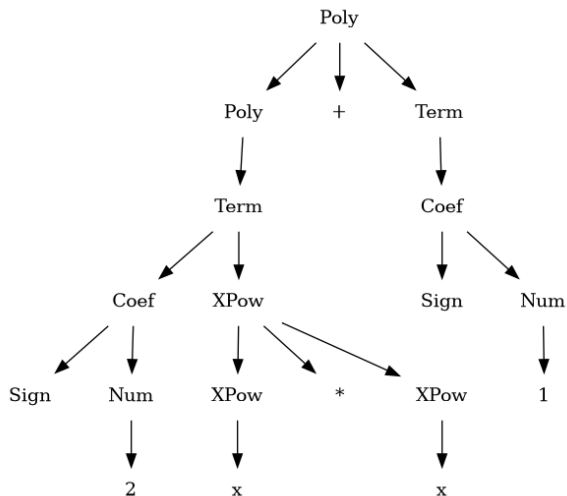 Poly
Poly + Term
Term Coef
Coef XPow Sign Num
Sign Num XPow * XPow 1
2 x x